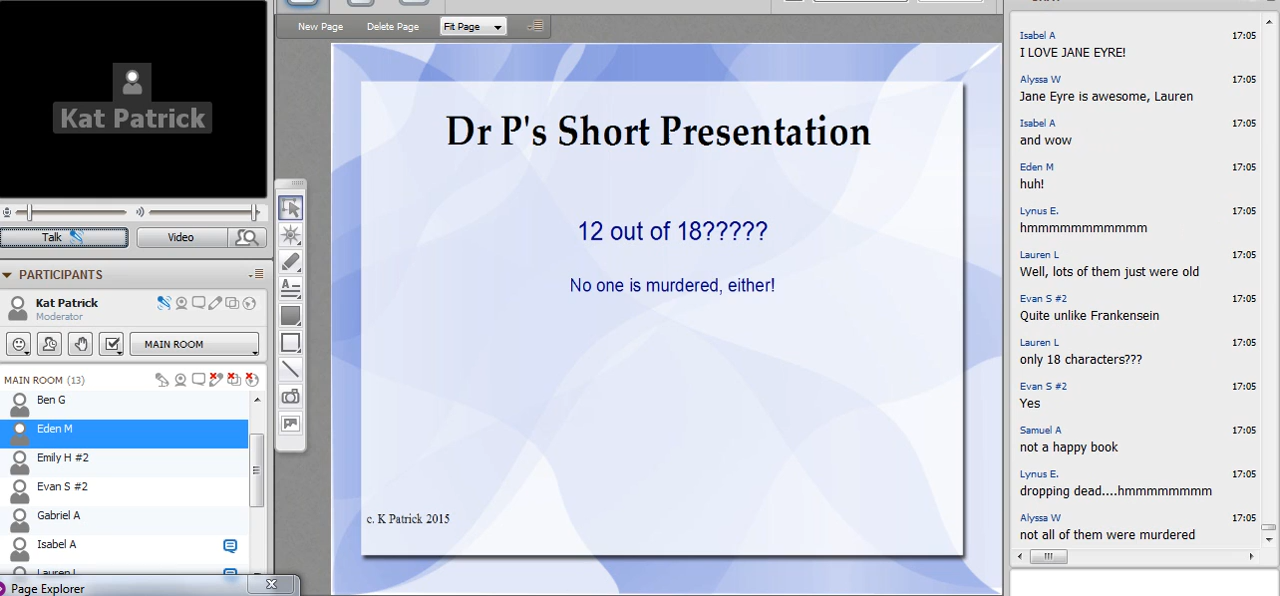 New Page Delete Page Fit Page
Kat Patrick
Talk Video
PARTICIPANTS
Kat Patrick
Moderator
MAIN ROOM
MAIN ROOM (13)
Ben G
Eden M
Emily H #2
Evan S #2
Gabriel A
Isabel A
Lauren L
Page Explorer
Dr P's Short Presentation
12 out of 18?????
No one is murdered, either!
c. K Patrick 2015
Isabel A 17:05
I LOVE JANE EYRE!
Alyssa W 17:05
Jane Eyre is awesome, Lauren
Isabel A 17:05
and wow
Eden M 17:05
huh!
Lynus E. 17:05
hmmmmmmmmmmm
Lauren L 17:05
Well, lots of them just were old
Evan S #2 17:05
Quite unlike Frankensein
Lauren L 17:05
only 18 characters???
Evan S #2 17:05
Yes
Samuel A 17:05
not a happy book
Lynus E. 17:05
dropping dead....hmmmmmmmmm
Alyssa W 17:05
not all of them were murdered